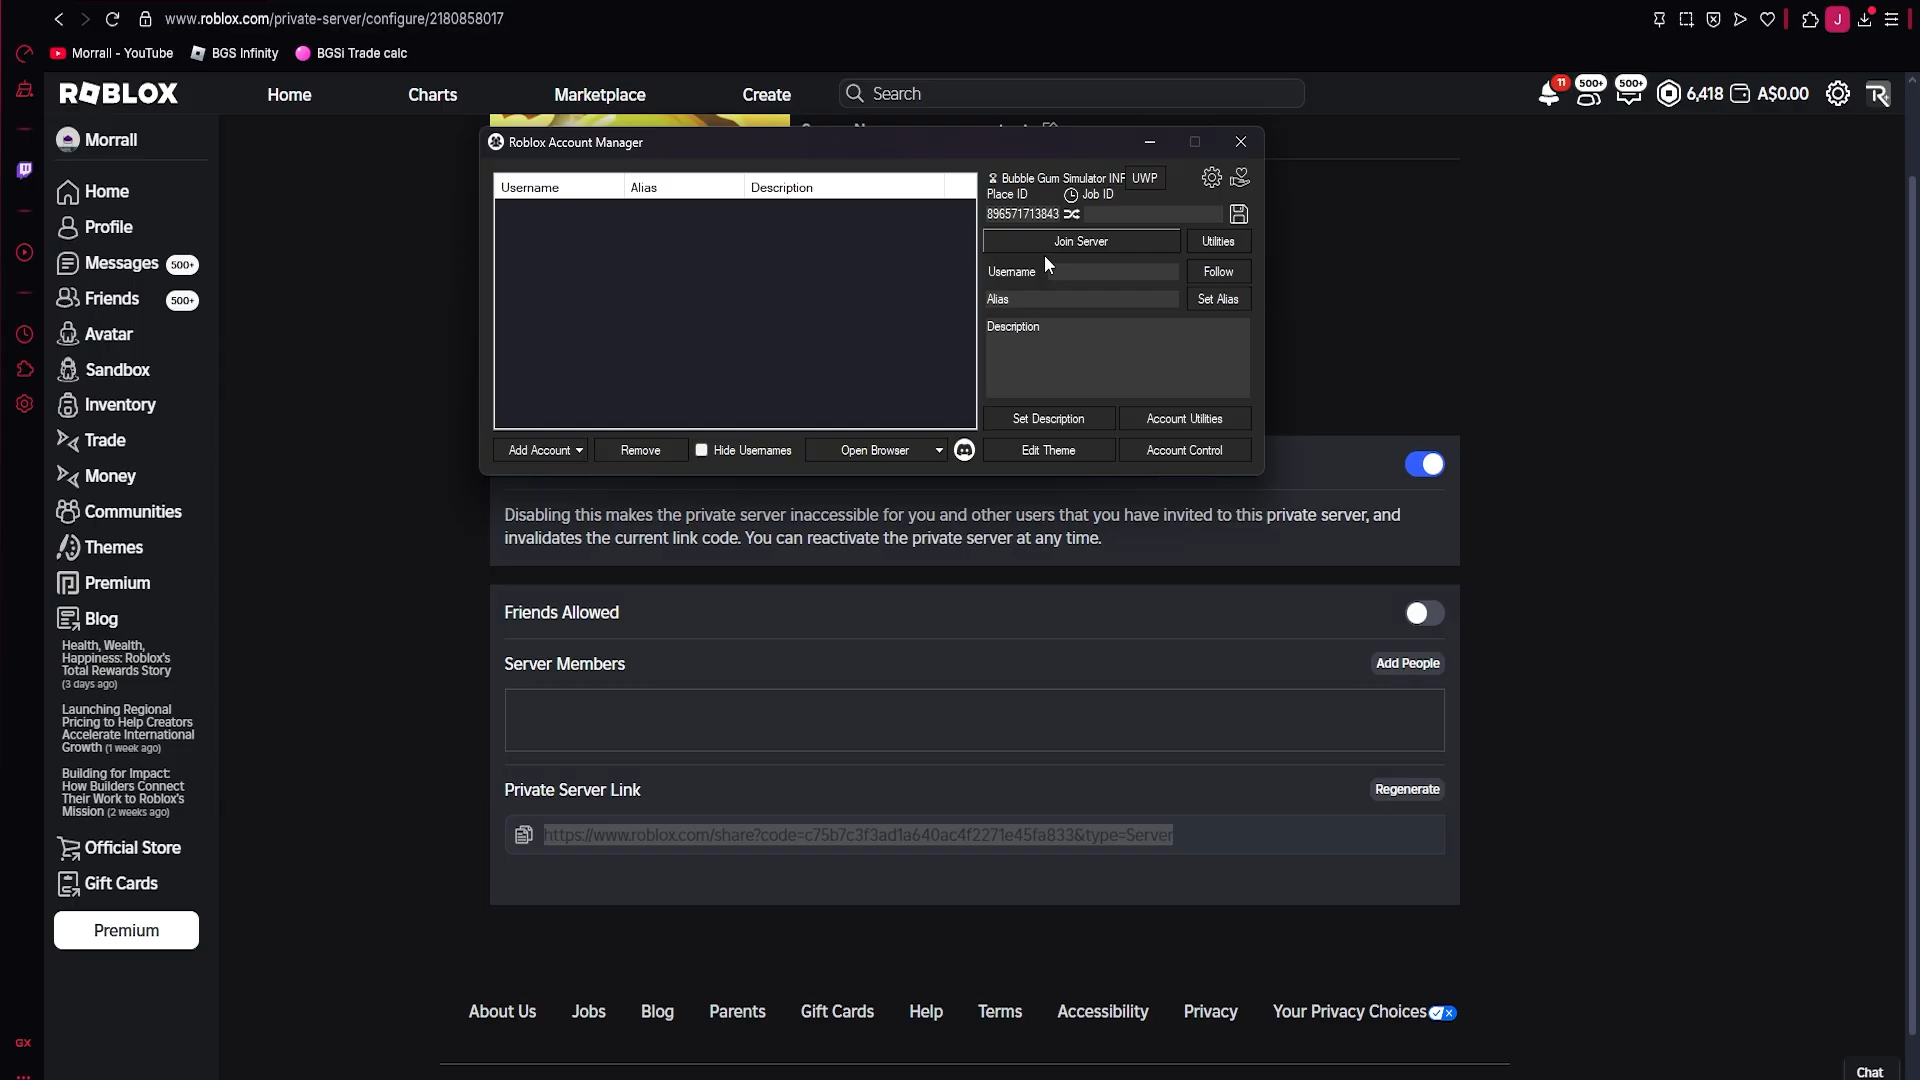 www.roblox.com/private-server/configure/2180858017
J
Morrall - YouTube
BGS Infinity
BGSi Trade calc
ROBLOX
Home
Charts
Marketplace
Create
Search
11
500+
500+
6,418
A$0.00
Morrall
Home
Profile
Messages 500+
Friends 500+
Avatar
Sandbox
Inventory
Trade
Money
Communities
Themes
Premium
Blog
Health, Wealth,
Happiness: Roblox's
Total Rewards Story
(3 days ago)
Launching Regional
Pricing to Help Creators
Accelerate International
Growth (1 week ago)
Building for Impact:
How Builders Connect
Their Work to Roblox's
Mission (2 weeks ago)
Official Store
Gift Cards
Premium
GX
Roblox Account Manager
Username
Alias
Description
Bubble Gum Simulator INF
UWP
Place ID
Job ID
896571713843
Join Server
Utilities
Username
Follow
Alias
Set Alias
Description
Set Description
Account Utilities
Add Account
Remove
Hide Usernames
Open Browser
Edit Theme
Account Control
Disabling this makes the private server inaccessible for you and other users that you have invited to this private server, and
invalidates the current link code. You can reactivate the private server at any time.
Friends Allowed
Server Members
Add People
Private Server Link
Regenerate
https://www.roblox.com/share?code=c75b7c3f3ad1a640ac4f2271e45fa833&type=Server
About Us
Jobs
Blog
Parents
Gift Cards
Help
Terms
Accessibility
Privacy
Your Privacy Choices
Chat